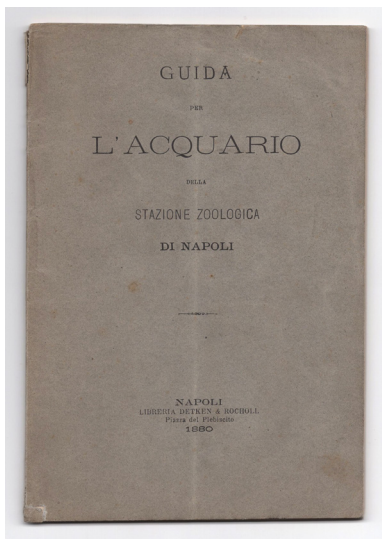 GUIDA
PER
L'ACQUARIO
DELLA
STAZIONE ZOOLOGICA
DI NAPOLI
NAPOLI
LIBRERIA DETKEN & ROCHOLL
Piazza del Plebiscito
1880